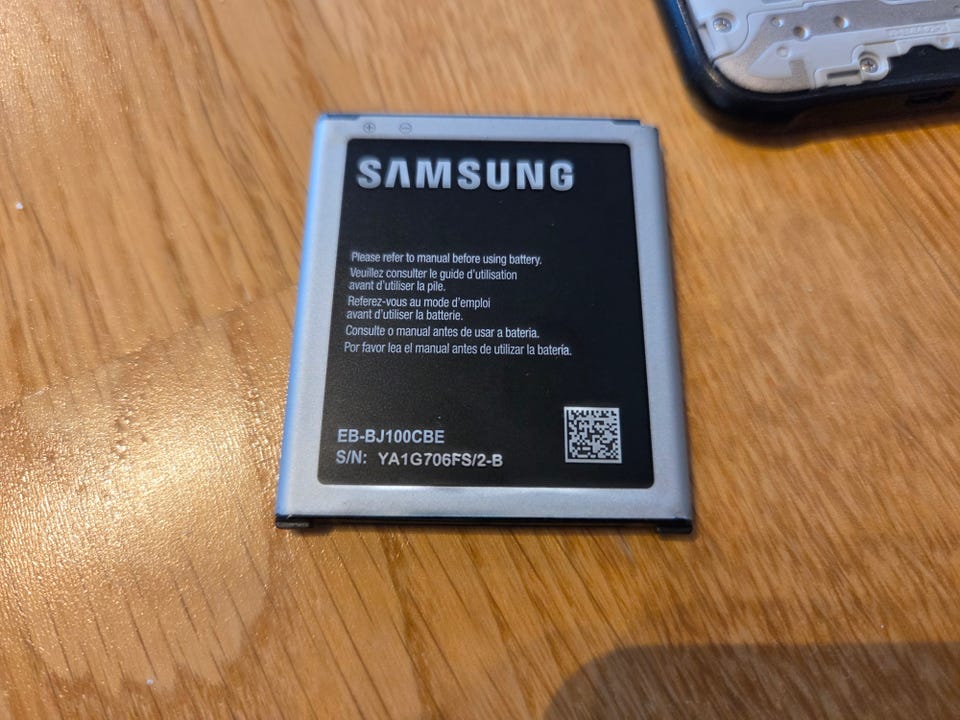 SAMSUNG
Please refer to manual before using battery.
Veuillez consulter le guide d'utilisation
avant d'utiliser la pile.
Referez-vous au mode d'emploi
avant d'utiliser la batterie.
Consulte o manual antes de usar a bateria.
Por favor lea el manual antes de utilizar la batería.
EB-BJ100CBE
S/N: YA1G706FS/2-B